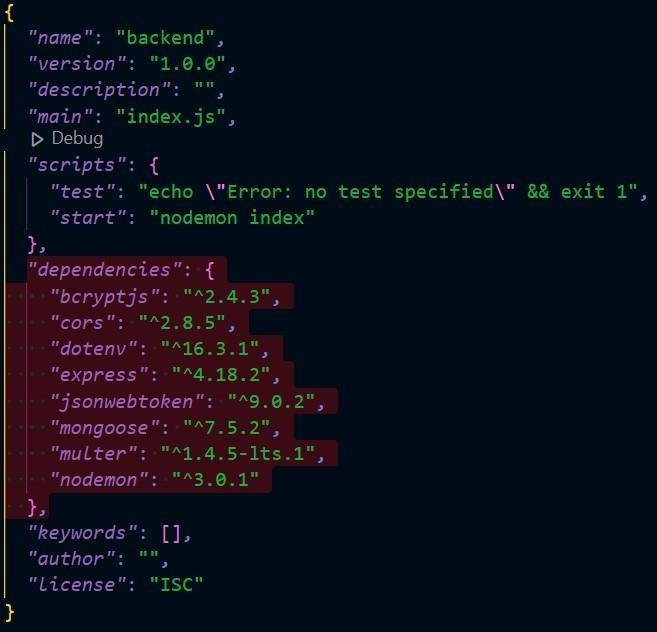 {
"name": "backend",
"version": "1.0.0",
"description": "",
"main": "index.js",
Debug
"scripts": {
"test": "echo \"Error: no test specified\" && exit 1",
"start": "nodemon index"
},
"dependencies": {
"bcryptjs": "^2.4.3",
"cors": "^2.8.5",
"dotenv": "^16.3.1",
"express": "^4.18.2",
"jsonwebtoken": "^9.0.2",
"mongoose": "^7.5.2",
"multer": "^1.4.5-lts.1",
"nodemon": "^3.0.1"
},
"keywords": [],
"author": "",
"license": "ISC"
}